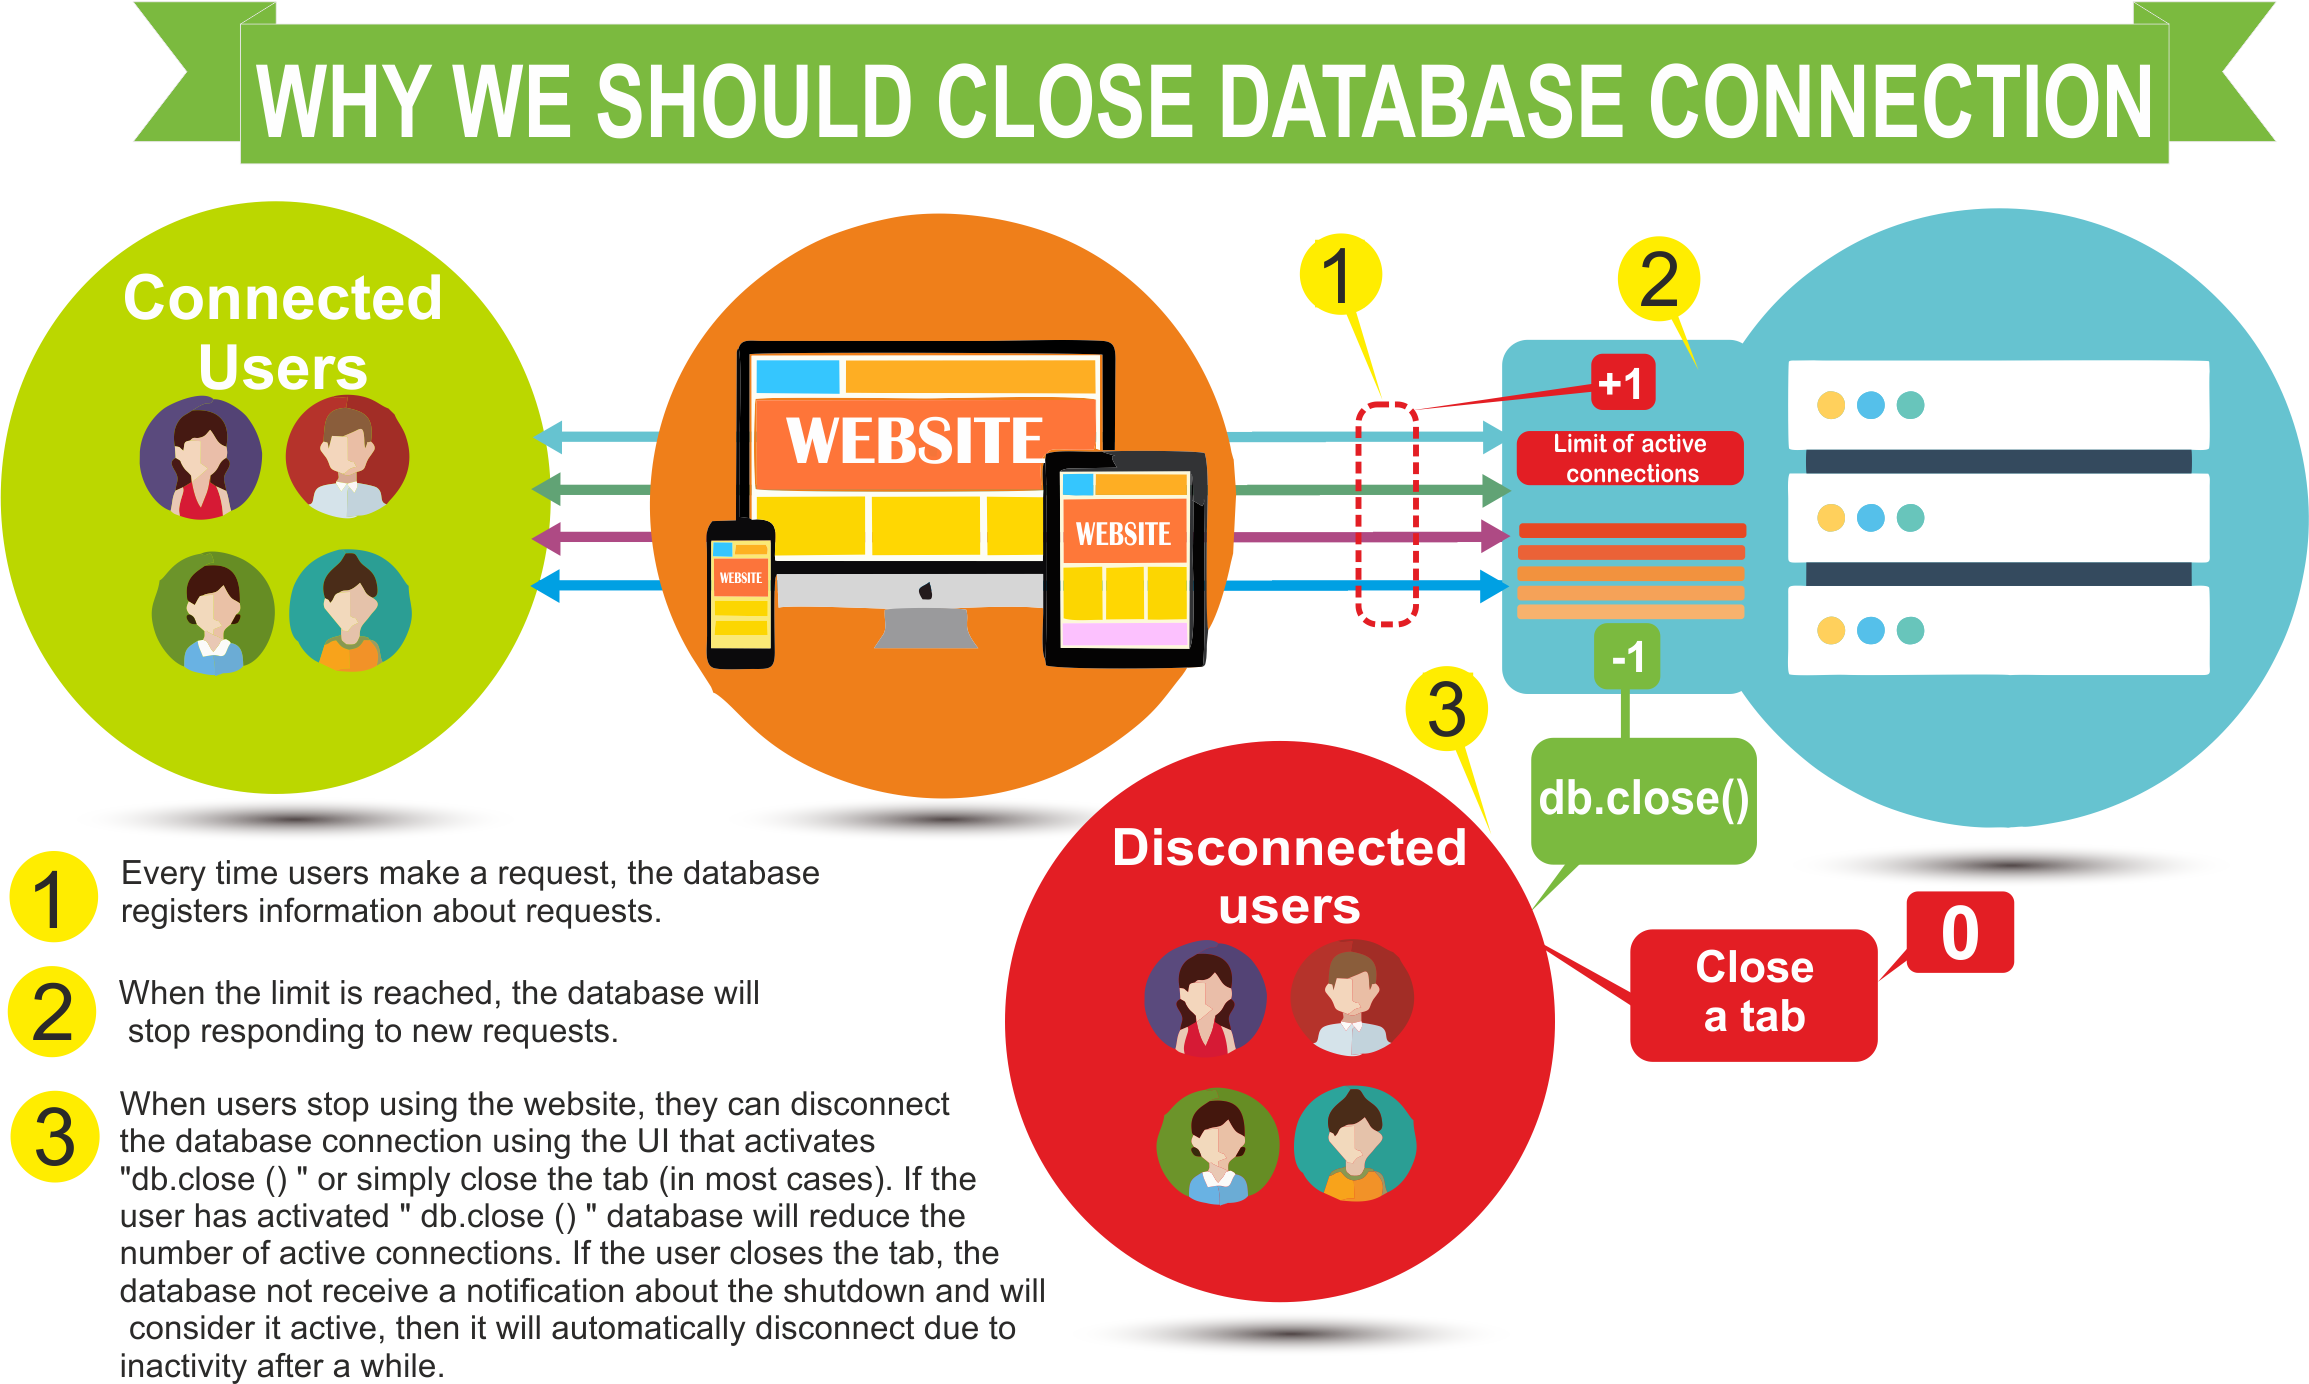 WHY WE SHOULD CLOSE DATABASE CONNECTION
Connected
Users
WEBSITE
WEBSITE
WEBSITE
1
2
+1
Limit of active
connections
-1
3
db.close()
Disconnected
users
Close
a tab
0
1
Every time users make a request, the database
registers information about requests.
2
When the limit is reached, the database will
stop responding to new requests.
3
When users stop using the website, they can disconnect
the database connection using the UI that activates
"db.close () " or simply close the tab (in most cases). If the
user has activated " db.close () " database will reduce the
number of active connections. If the user closes the tab, the
database not receive a notification about the shutdown and will
consider it active, then it will automatically disconnect due to
inactivity after a while.